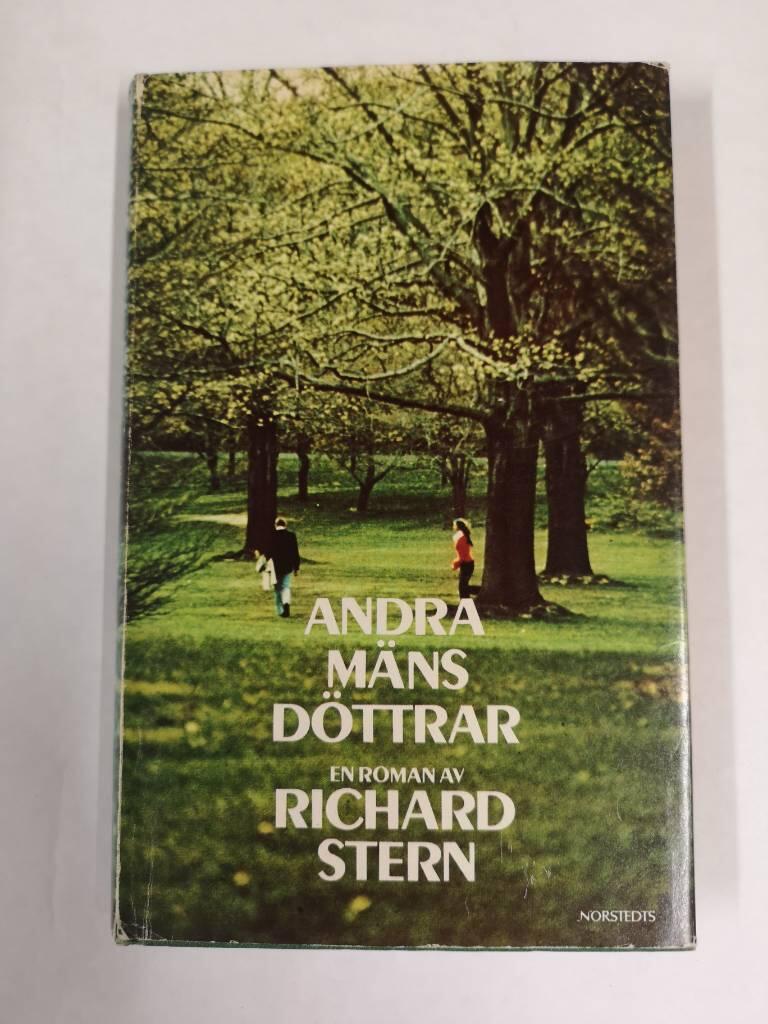 ANDRA
MÄNS
DÖTTRAR
EN ROMAN AV
RICHARD
STERN
NORSTEDTS